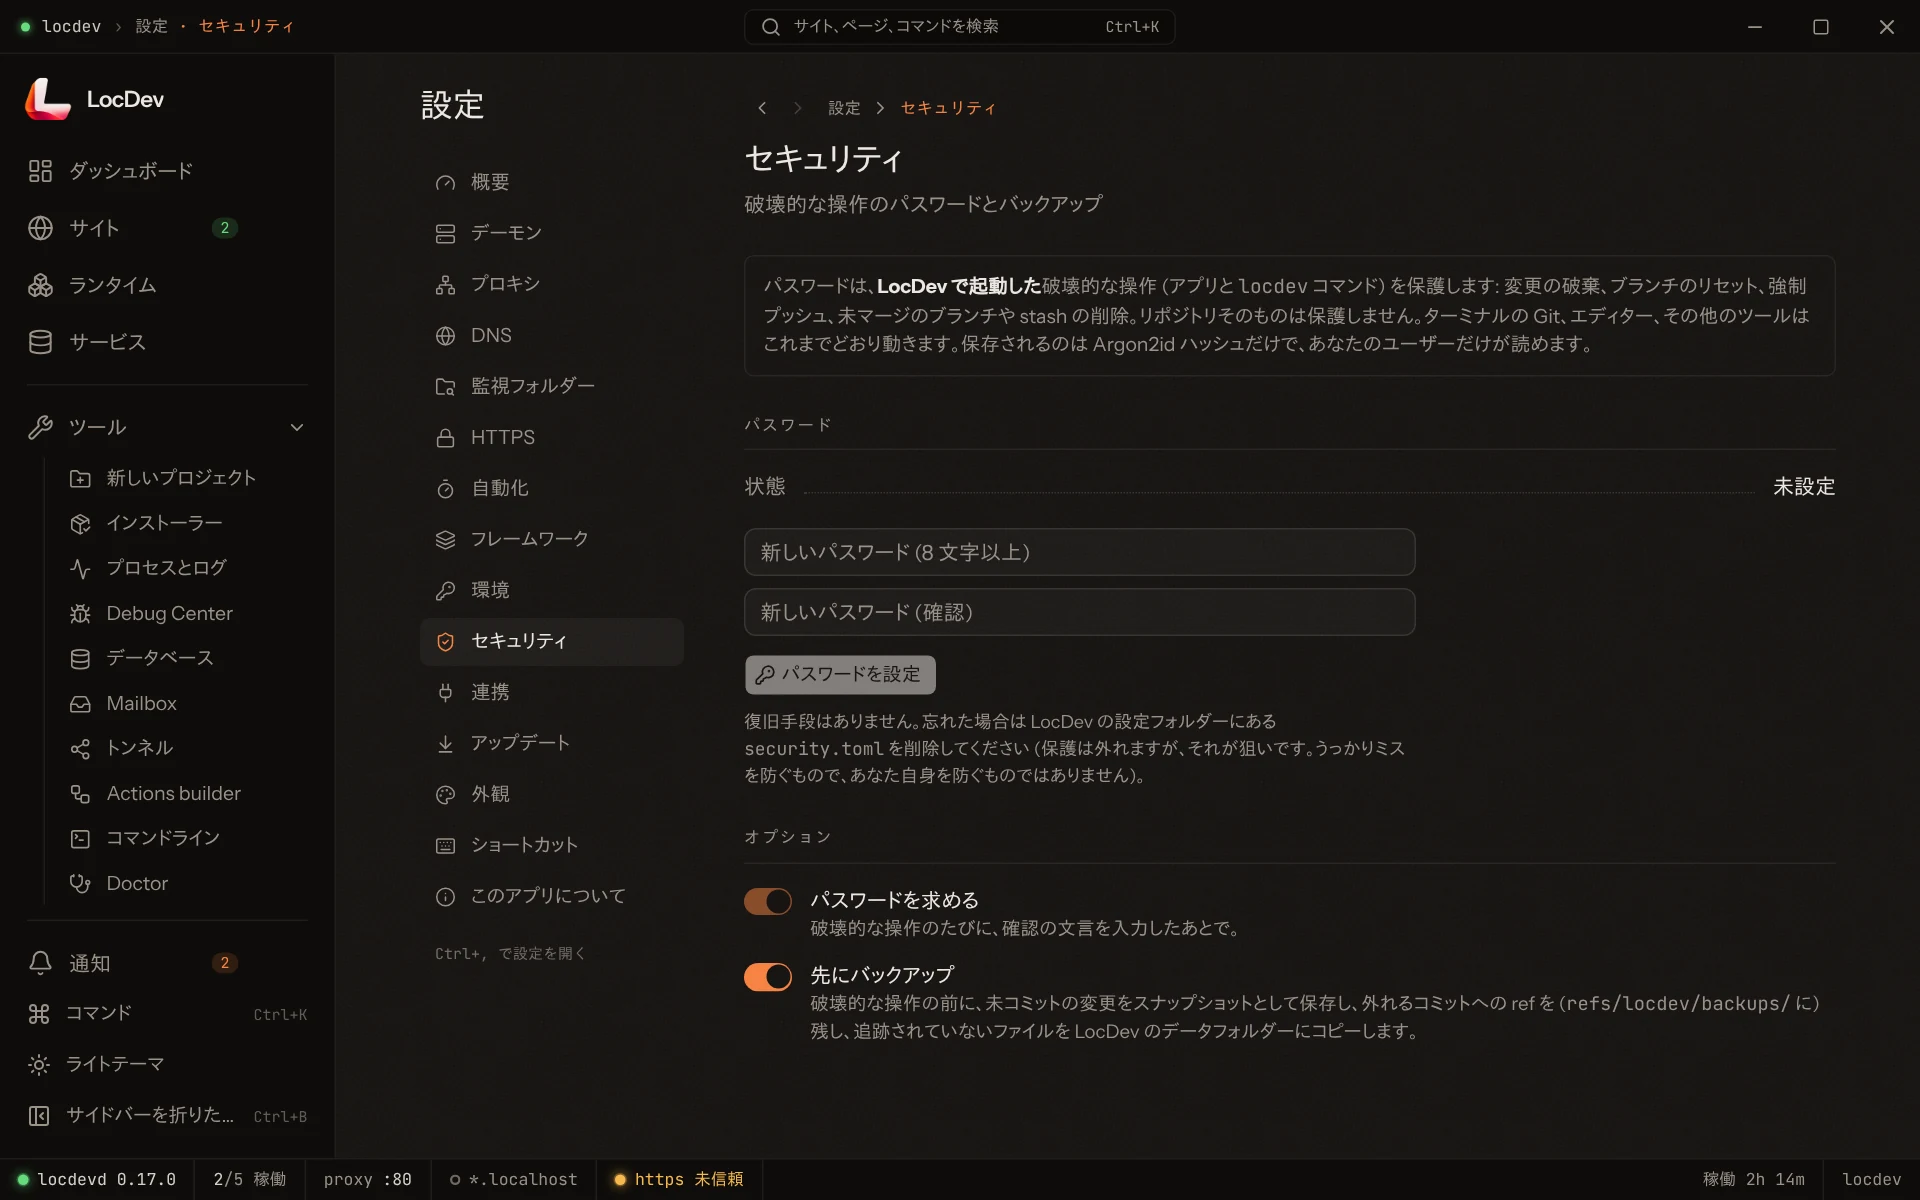 locdev › 設定 · セキュリティ
サイト、ページ、コマンドを検索 Ctrl+K
LocDev
ダッシュボード
サイト 2
ランタイム
サービス
ツール
新しいプロジェクト
インストーラー
プロセスとログ
Debug Center
データベース
Mailbox
トンネル
Actions builder
コマンドライン
Doctor
通知 2
コマンド Ctrl+K
ライトテーマ
サイドバーを折りた… Ctrl+B
設定
概要
デーモン
プロキシ
DNS
監視フォルダー
HTTPS
自動化
フレームワーク
環境
セキュリティ
連携
アップデート
外観
ショートカット
このアプリについて
Ctrl+, で設定を開く
設定 › セキュリティ
セキュリティ
破壊的な操作のパスワードとバックアップ
パスワードは、LocDev で起動した破壊的な操作 (アプリと locdev コマンド) を保護します: 変更の破棄、ブランチのリセット、強制
プッシュ、未マージのブランチや stash の削除。リポジトリそのものは保護しません。ターミナルの Git、エディター、その他のツールは
これまでどおり動きます。保存されるのは Argon2id ハッシュだけで、あなたのユーザーだけが読めます。
パスワード
状態 未設定
新しいパスワード (8 文字以上)
新しいパスワード (確認)
パスワードを設定
復旧手段はありません。忘れた場合は LocDev の設定フォルダーにある
security.toml を削除してください (保護は外れますが、それが狙いです。うっかりミス
を防ぐもので、あなた自身を防ぐものではありません)。
オプション
パスワードを求める
破壊的な操作のたびに、確認の文言を入力したあとで。
先にバックアップ
破壊的な操作の前に、未コミットの変更をスナップショットとして保存し、外れるコミットへの ref を (refs/locdev/backups/ に)
残し、追跡されていないファイルを LocDev のデータフォルダーにコピーします。
locdevd 0.17.0 2/5 稼働 proxy :80 *.localhost https 未信頼 稼働 2h 14m locdev